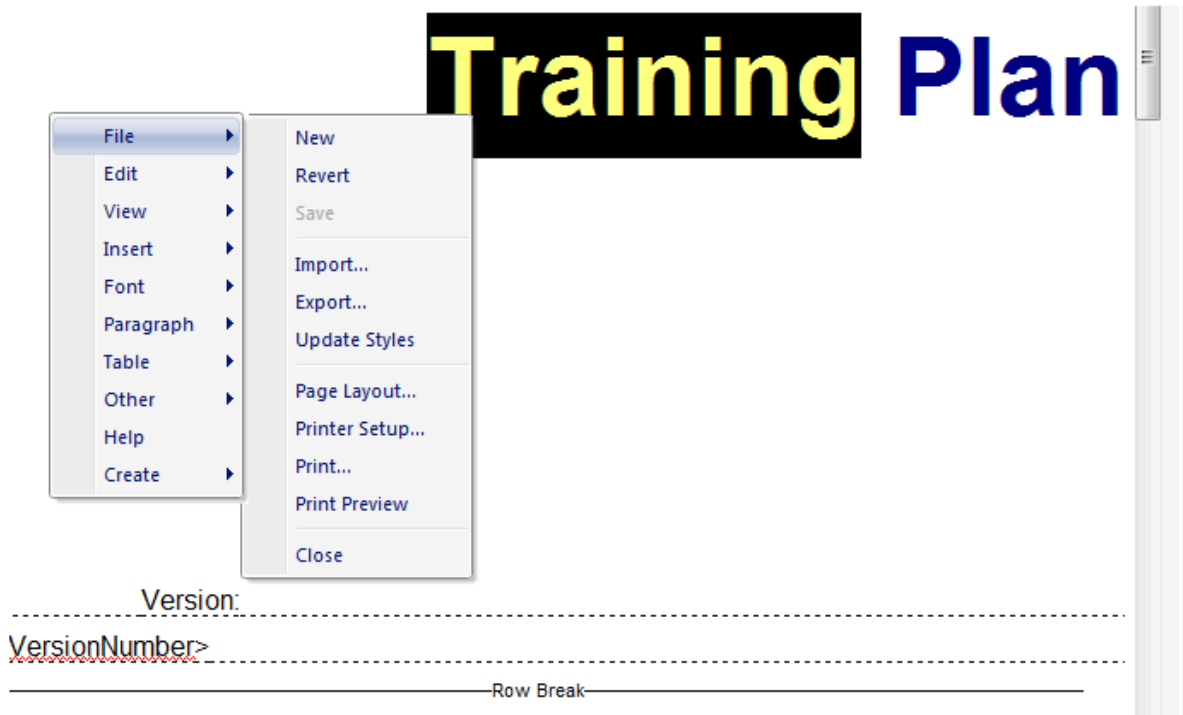 Training Plan
File
Edit
View
Insert
Font
Paragraph
Table
Other
Help
Create
New
Revert
Save
Import...
Export...
Update Styles
Page Layout...
Printer Setup...
Print...
Print Preview
Close
Version:
VersionNumber>
Row Break